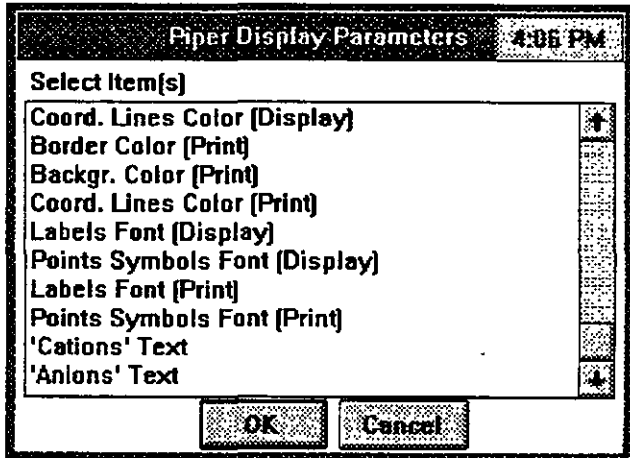 Piper Display Parameters 4:06 PM
Select Item(s)
Coord. Lines Color (Display)
Border Color (Print)
Backgr. Color (Print)
Coord. Lines Color (Print)
Labels Font (Display)
Points Symbols Font (Display)
Labels Font (Print)
Points Symbols Font (Print)
'Cations' Text
'Anions' Text
OK Cancel